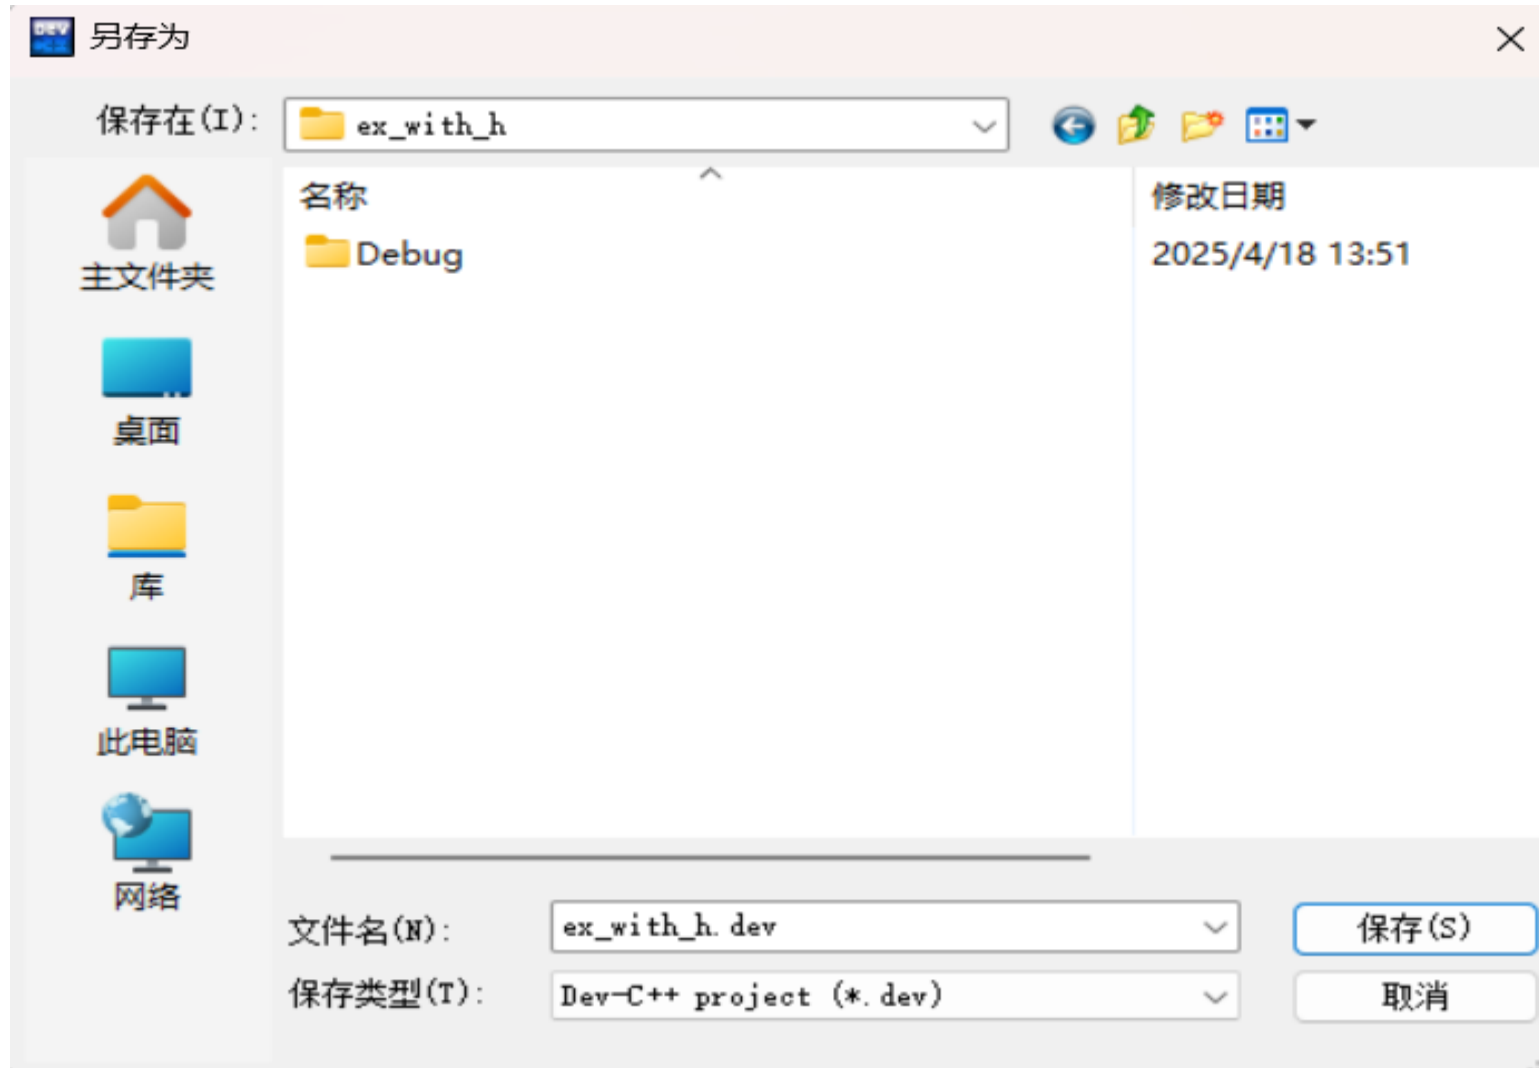 DEV
另存为
保存在(I):
ex_with_h
名称
修改日期
Debug
2025/4/18 13:51
主文件夹
桌面
库
此电脑
网络
文件名(N):
ex_with_h.dev
保存(S)
保存类型(T):
Dev-C++ project (*.dev)
取消